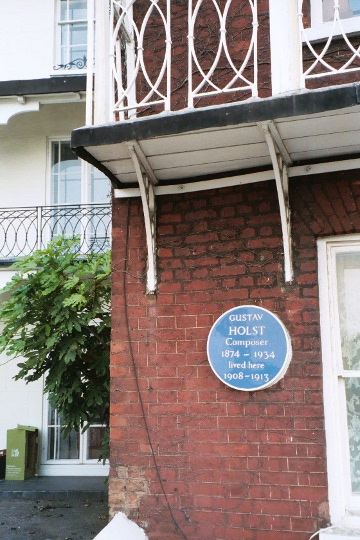 GUSTAV
HOLST
Composer
1874 – 1934
lived here
1908–1913